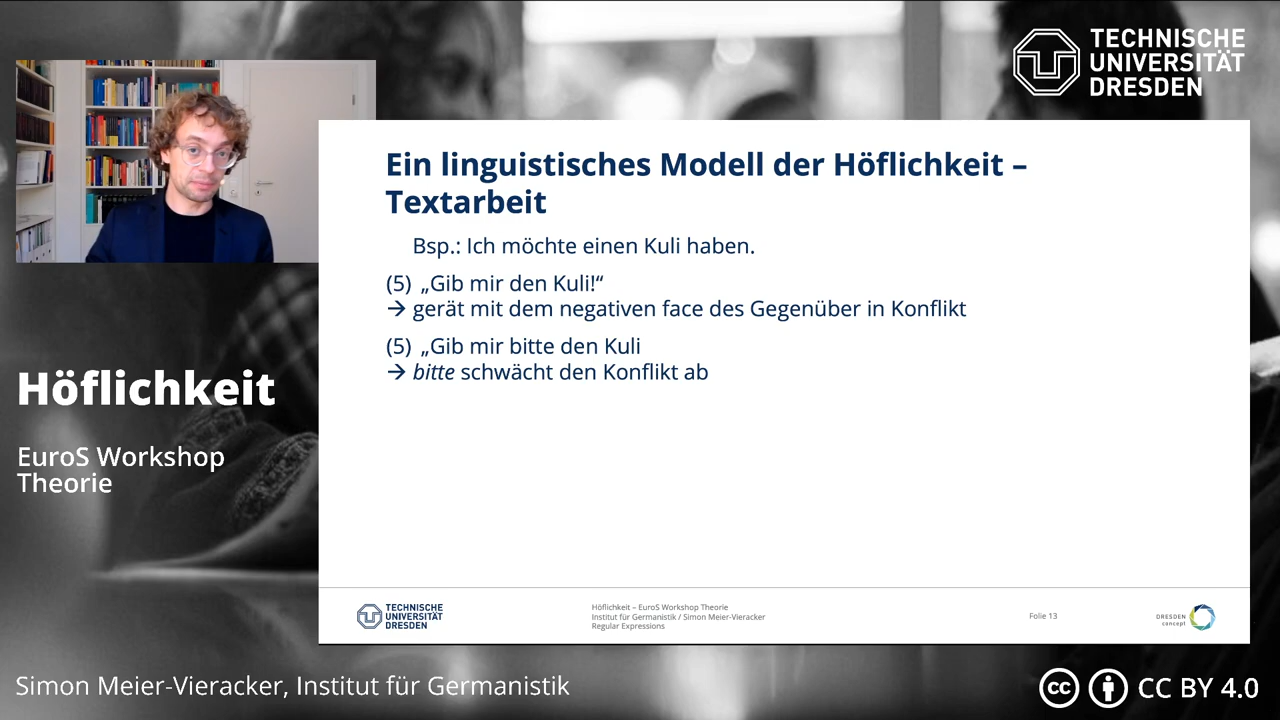 TECHNISCHE
UNIVERSITÄT
DRESDEN
Ein linguistisches Modell der Höflichkeit –
Textarbeit
Bsp.: Ich möchte einen Kuli haben.
(5) „Gib mir den Kuli!“
→ gerät mit dem negativen face des Gegenüber in Konflikt
(5) „Gib mir bitte den Kuli
→ bitte schwächt den Konflikt ab
Höflichkeit
EuroS Workshop
Theorie
TECHNISCHE
UNIVERSITÄT
DRESDEN
Höflichkeit – EuroS Workshop Theorie
Institut für Germanistik / Simon Meier-Vieracker
Regular Expressions
Folie 13
DRESDEN
concept
Simon Meier-Vieracker, Institut für Germanistik
cc CC BY 4.0